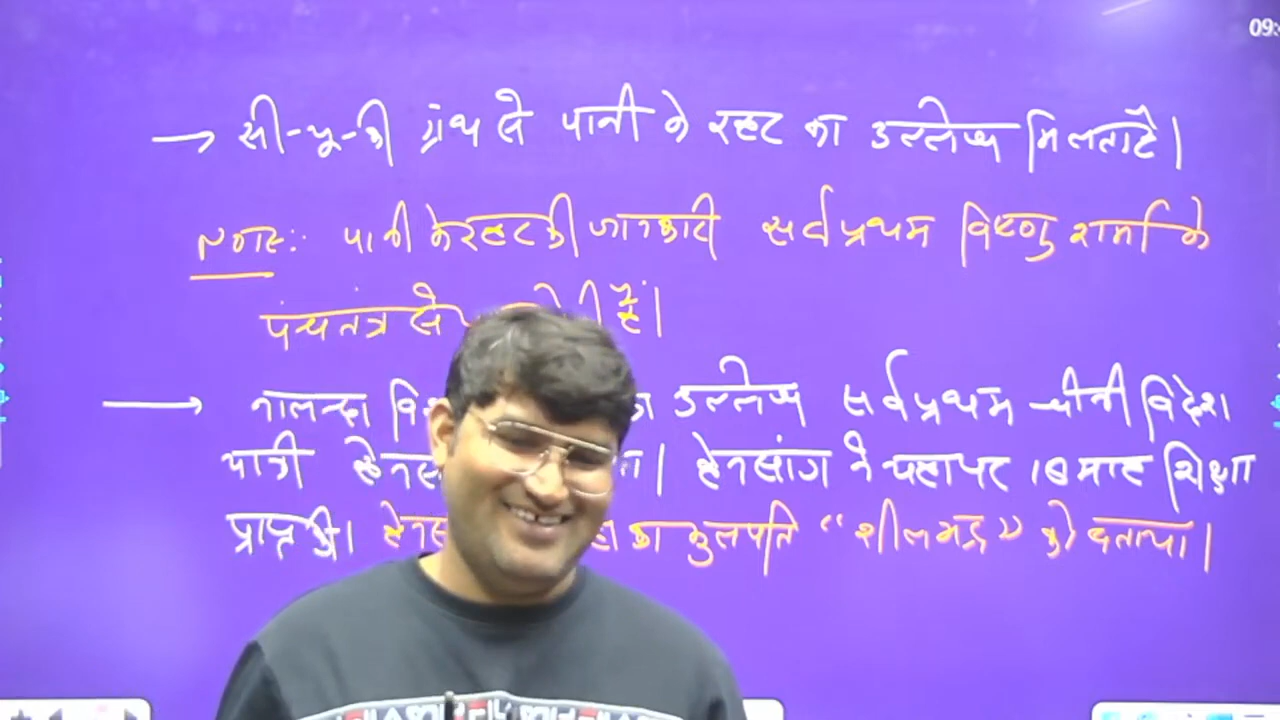 09:
→ सी-यू-की ग्रंथ से पानी के रहट का उल्लेख मिलता है।
Note:- पानी के रहट की जानकारी सर्वप्रथम विष्णु शर्मा के
पंचतंत्र से हैं।
→ नालन्दा उल्लेख सर्वप्रथम चीनी विदेश
यात्री ह्वेनसांग ने यहा पर 18 माह शिक्षा
प्राप्त की। का कुलपति "शीलभद्र" को बताया।